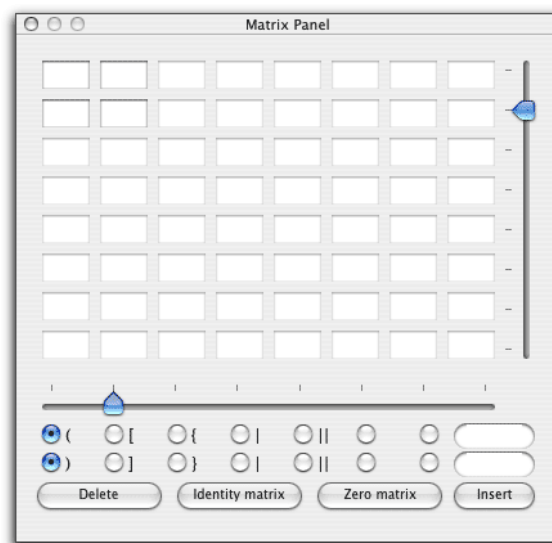 Matrix Panel
( [ { | ||
) ] } | ||
Delete Identity matrix Zero matrix Insert